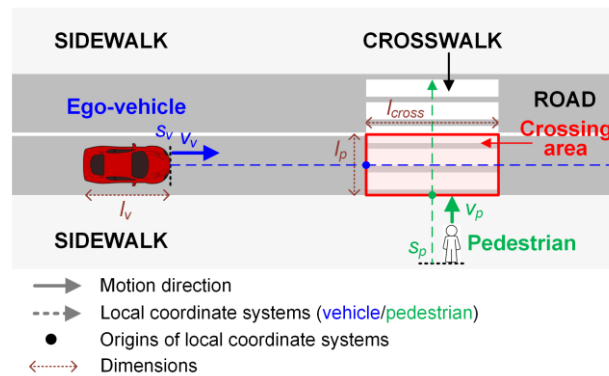 SIDEWALK
CROSSWALK
Ego-vehicle
s_v v_v
l_cross
ROAD
Crossing
area
l_p
l_v
v_p
SIDEWALK
s_p
Pedestrian
Motion direction
Local coordinate systems (vehicle/pedestrian)
Origins of local coordinate systems
Dimensions